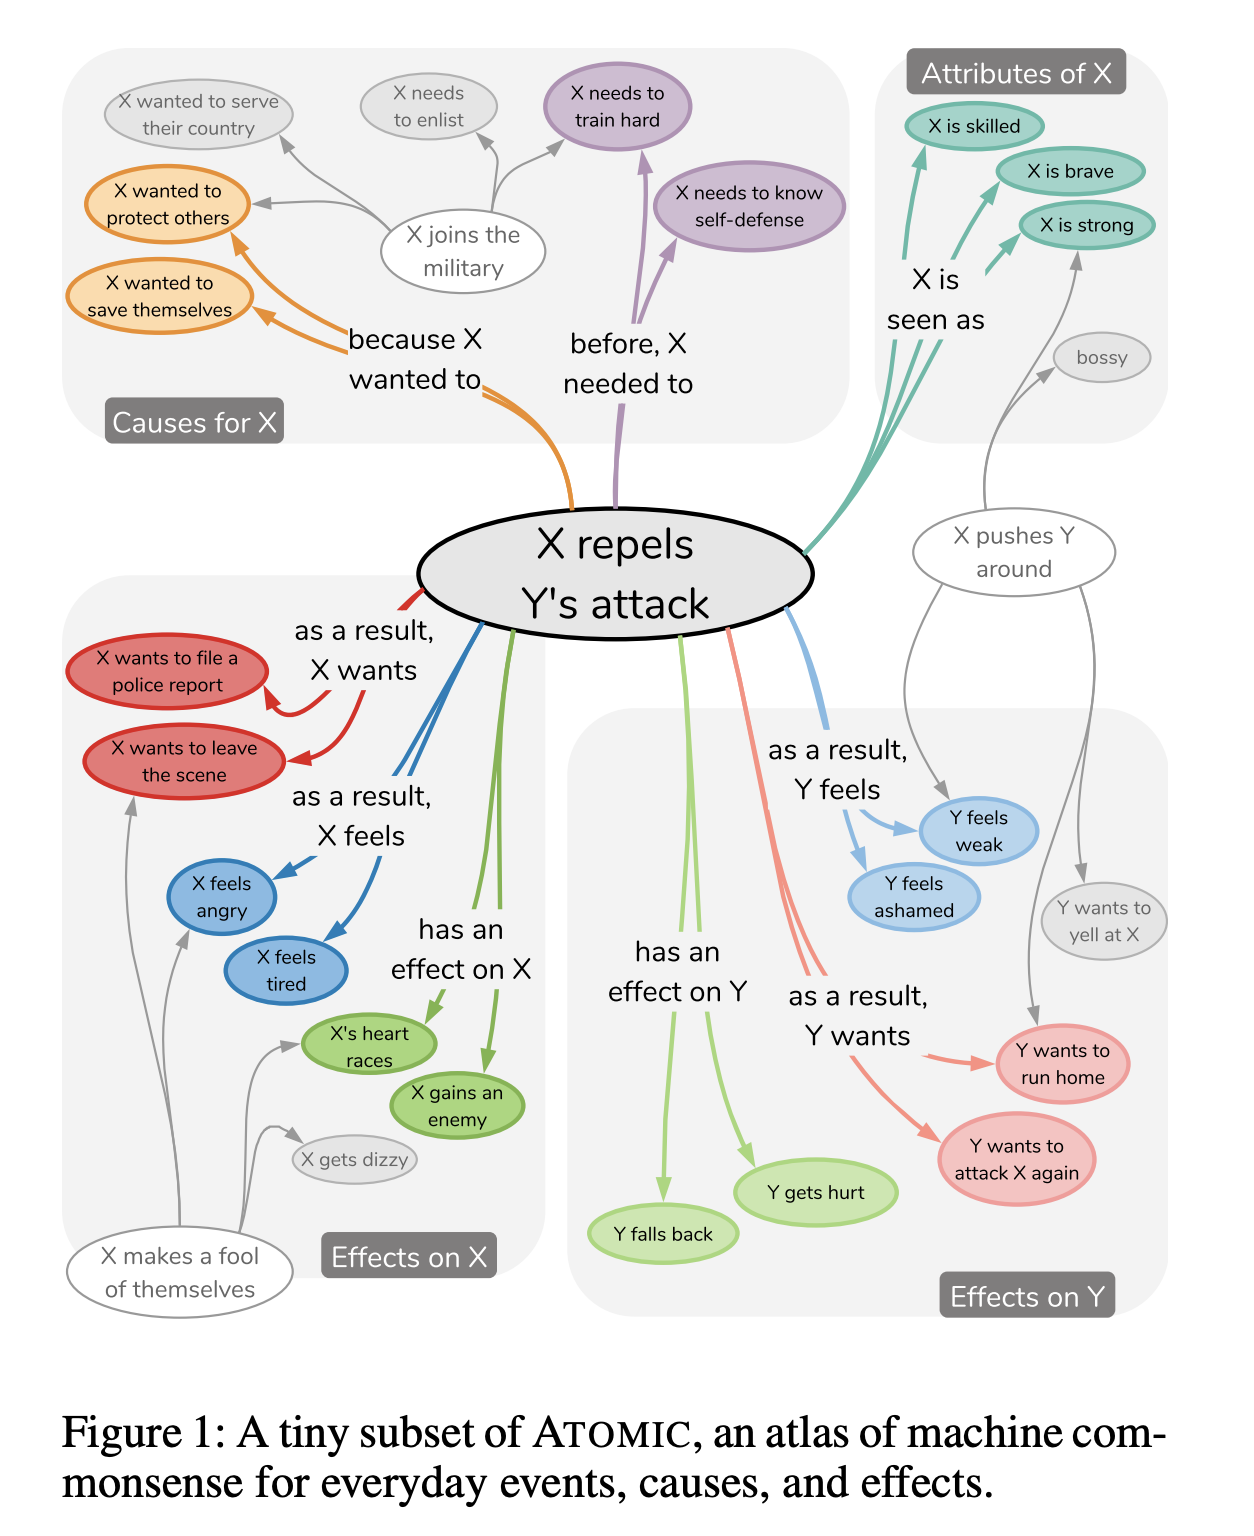 Attributes of X
X wanted to serve
their country
X needs
to enlist
X needs to
train hard
X is skilled
X is brave
X is strong
X wanted to
protect others
X needs to know
self-defense
X joins the
military
X wanted to
save themselves
X is
seen as
because X
wanted to
before, X
needed to
bossy
Causes for X
X repels
Y's attack
X pushes Y
around
as a result,
X wants
X wants to file a
police report
X wants to leave
the scene
as a result,
X feels
X feels
angry
X feels
tired
has an
effect on X
X's heart
races
X gains an
enemy
X gets dizzy
X makes a fool
of themselves
Effects on X
as a result,
Y feels
Y feels
weak
Y feels
ashamed
Y wants to
yell at X
has an
effect on Y
as a result,
Y wants
Y wants to
run home
Y wants to
attack X again
Y gets hurt
Y falls back
Effects on Y
Figure 1: A tiny subset of ATOMIC, an atlas of machine com-
monsense for everyday events, causes, and effects.